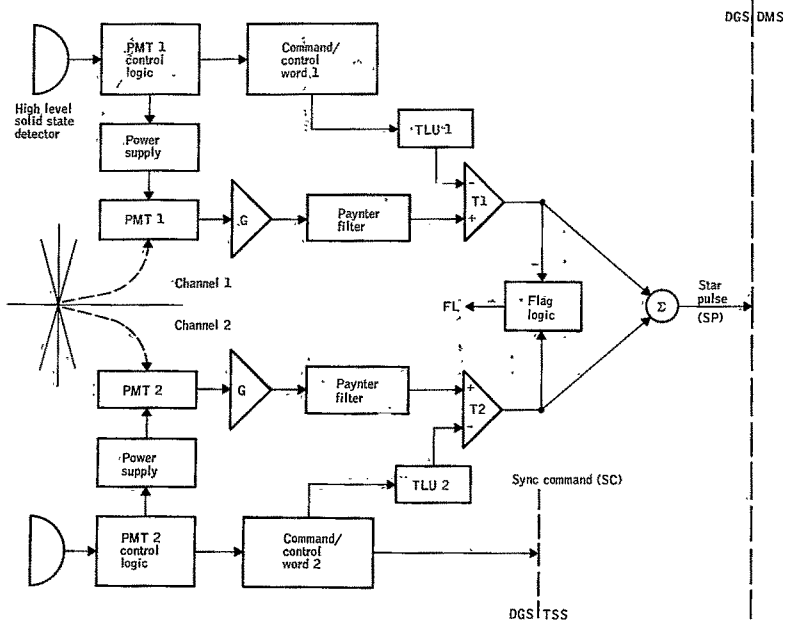 DGS DMS
PMT 1
control
logic
Command/
control
word 1
High level
solid state
detector
Power
supply
TLU 1
PMT 1
G
Paynter
filter
-
T1
+
Channel 1
Channel 2
FL
Flag
logic
Σ
Star
pulse
(SP)
PMT 2
G
Paynter
filter
+
T2
-
Power
supply
TLU 2
Sync command (SC)
PMT 2
control
logic
Command/
control
word 2
DGS TSS